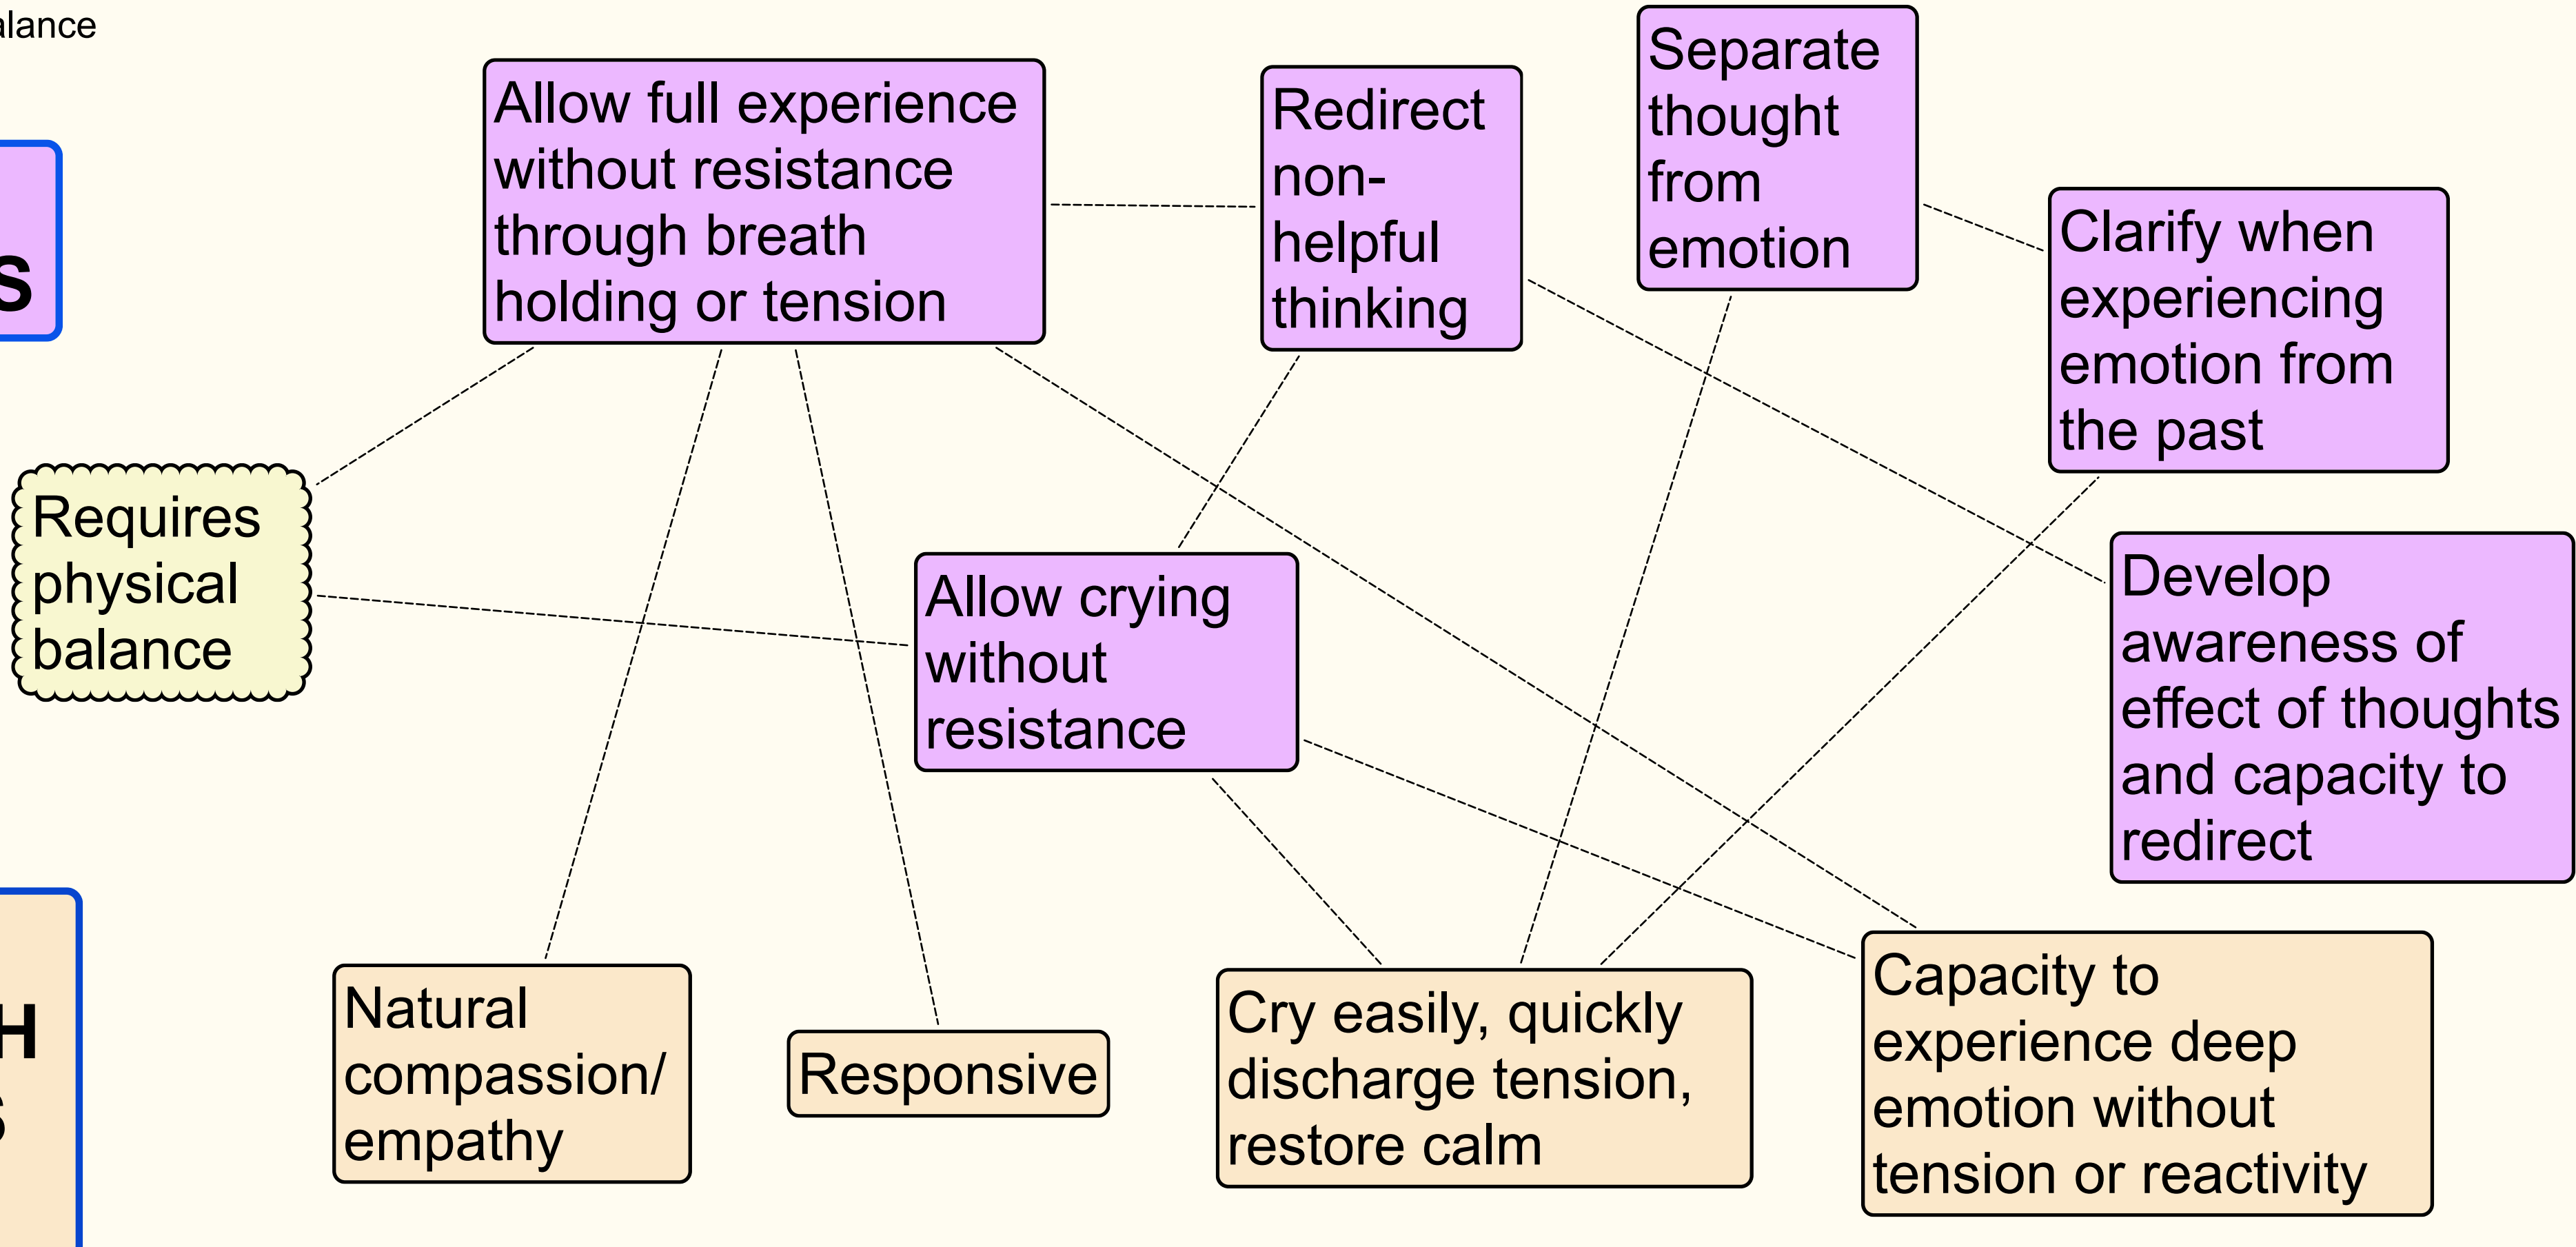 Allow full experience
without resistance
through breath
holding or tension
Redirect
non-
helpful
thinking
Separate
thought
from
emotion
Clarify when
experiencing
emotion from
the past
S
Requires
physical
balance
Allow crying
without
resistance
Develop
awareness of
effect of thoughts
and capacity to
redirect
H
Natural
compassion/
empathy
Responsive
Cry easily, quickly
discharge tension,
restore calm
Capacity to
experience deep
emotion without
tension or reactivity